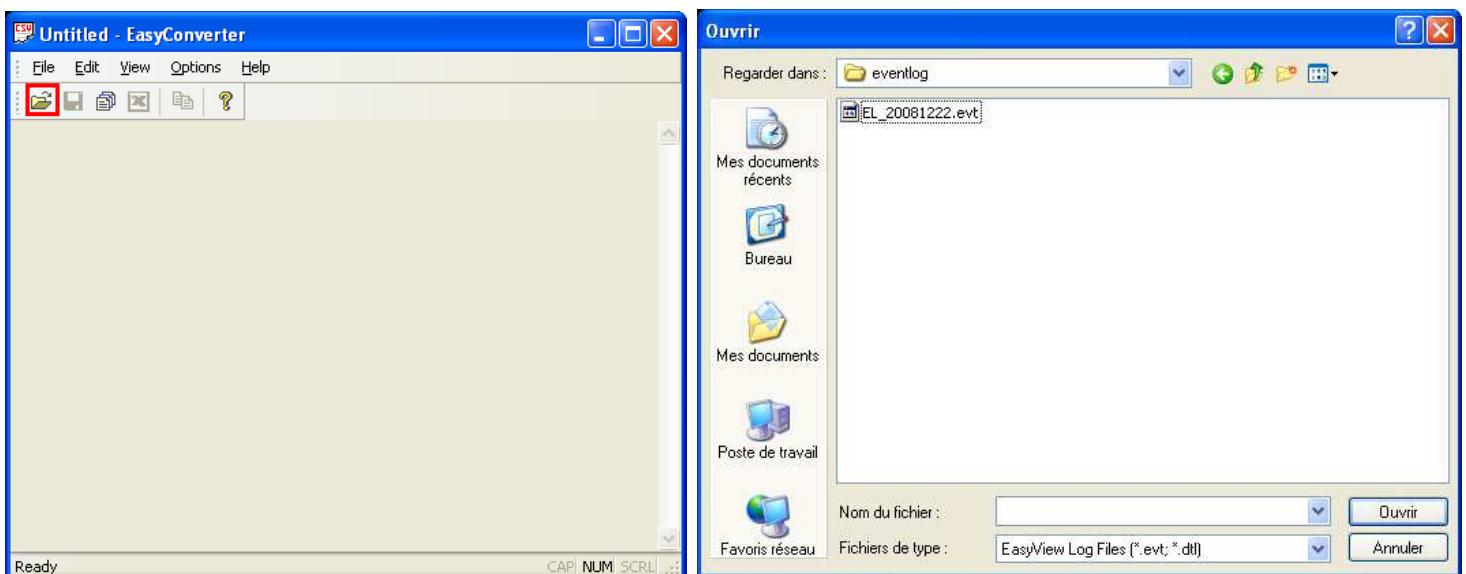 CSV
Untitled - EasyConverter
File Edit View Options Help
Ready
CAP NUM SCRL
Ouvrir
Regarder dans :
eventlog
EL_20081222.evt
Mes documents
récents
Bureau
Mes documents
Poste de travail
Favoris réseau
Nom du fichier :
Ouvrir
Fichiers de type :
EasyView Log Files (*.evt; *.dtl)
Annuler